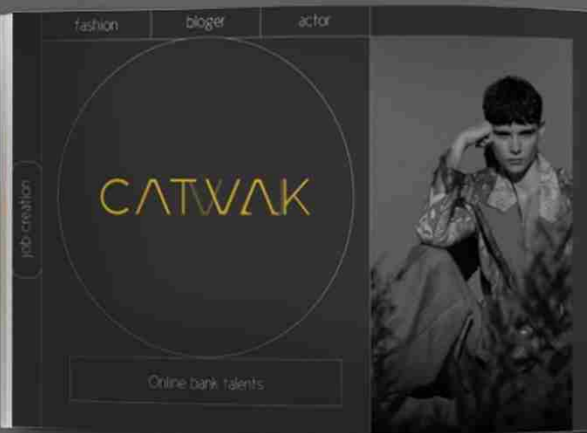 fashion bloger actor
job creation
CATWAK
Online bank talents